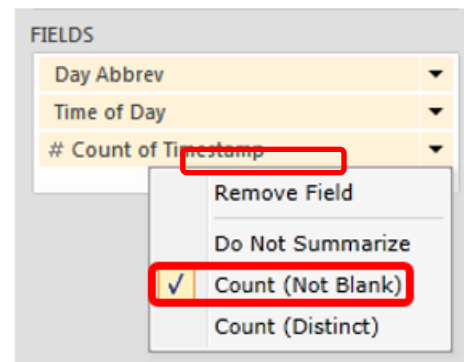 FIELDS
Day Abbrev
Time of Day
# Count of Timestamp
Remove Field
Do Not Summarize
✓ Count (Not Blank)
Count (Distinct)